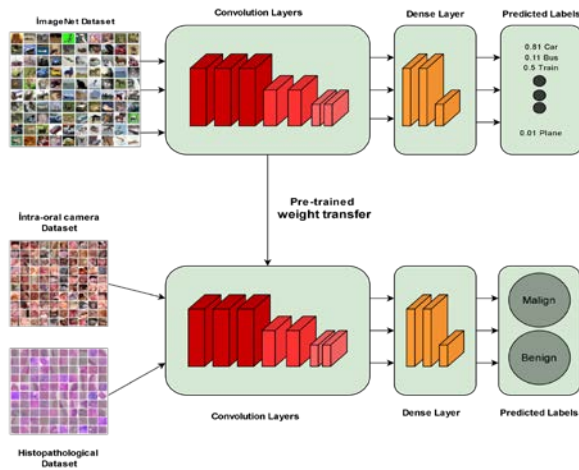 İmageNet Dataset
Convolution Layers
Dense Layer
Predicted Labels
0.81 Car
0.11 Bus
0.5 Train
0.01 Plane
Pre-trained
weight transfer
İntra-oral camera
Dataset
Malign
Benign
Histopathological
Dataset
Convolution Layers
Dense Layer
Predicted Labels